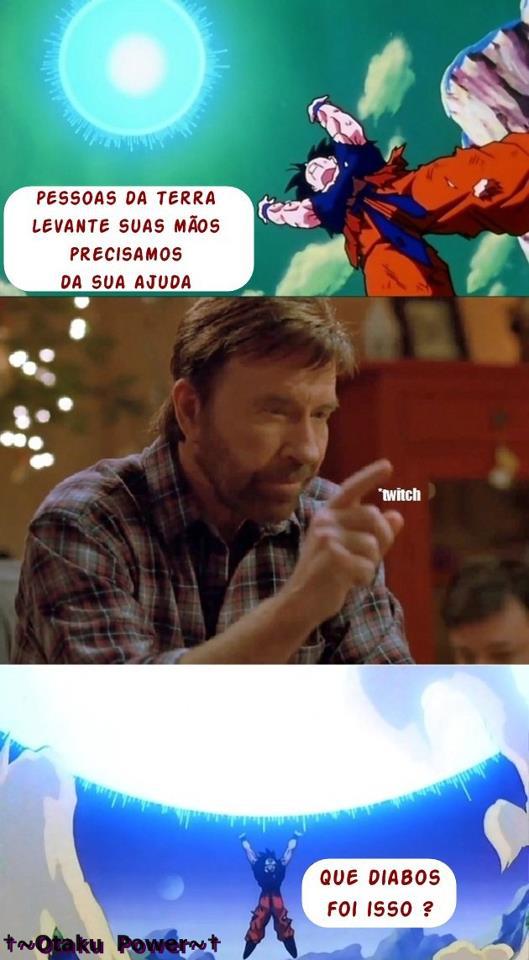 PESSOAS DA TERRA
LEVANTE SUAS MÃOS
PRECISAMOS
DA SUA AJUDA
*twitch
QUE DIABOS
FOI ISSO ?
†~Otaku Power~†